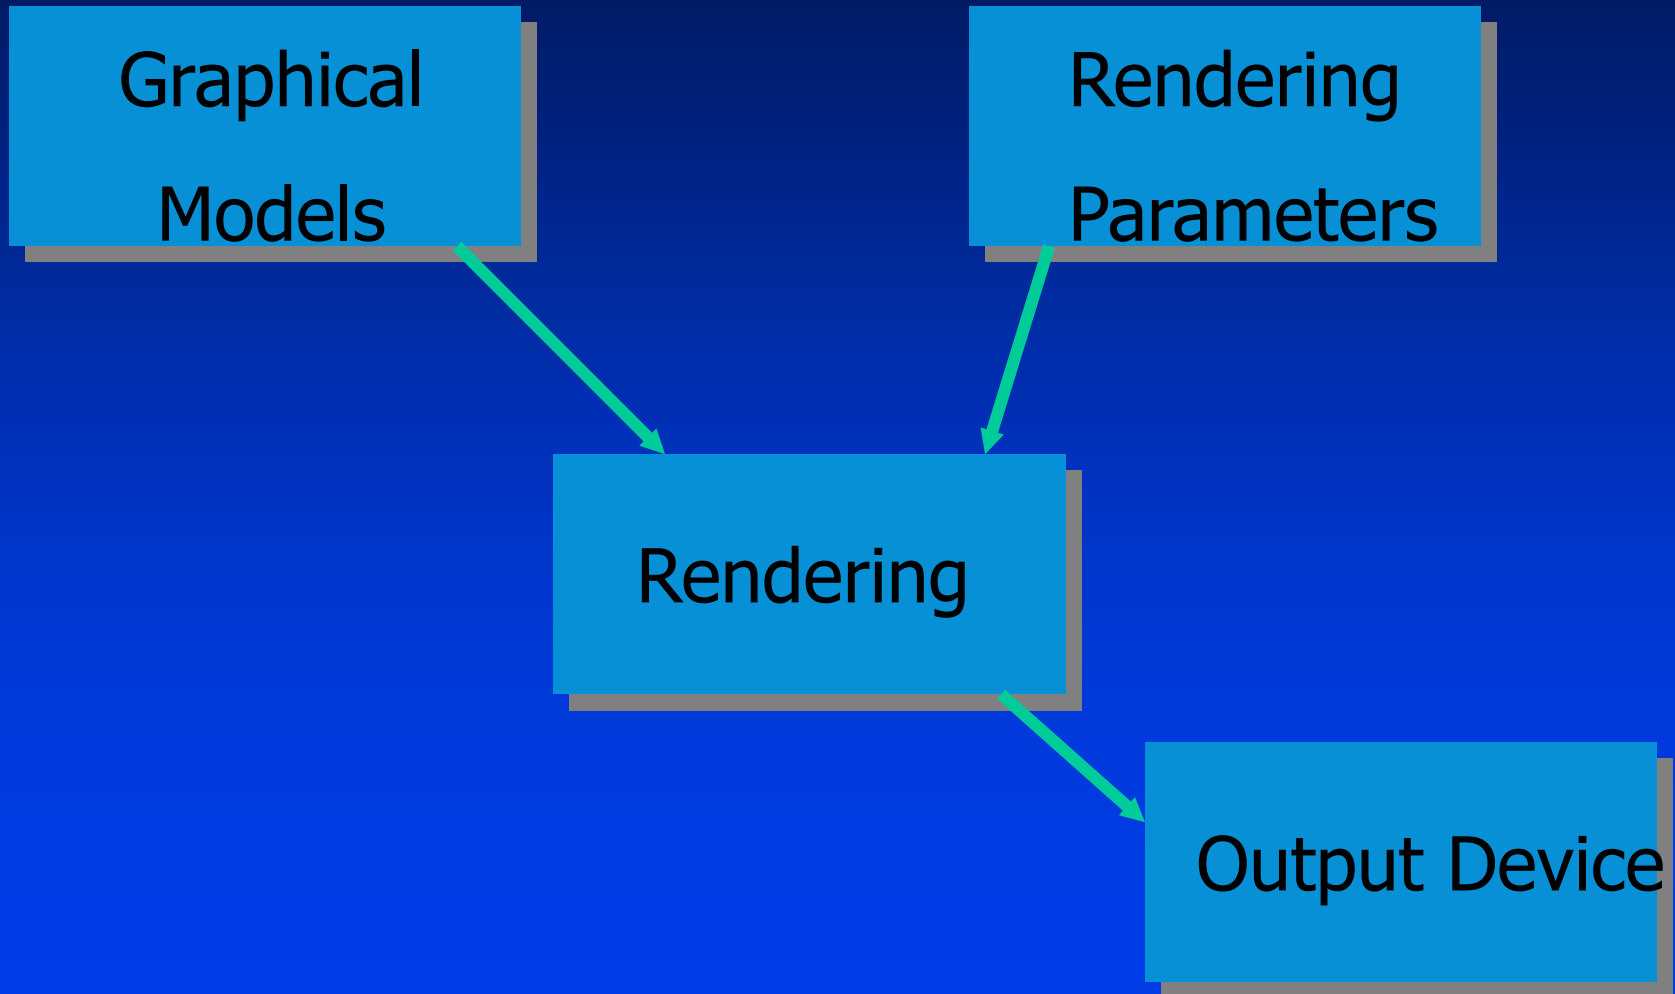 Graphical
Models
Rendering
Parameters
Rendering
Output Device